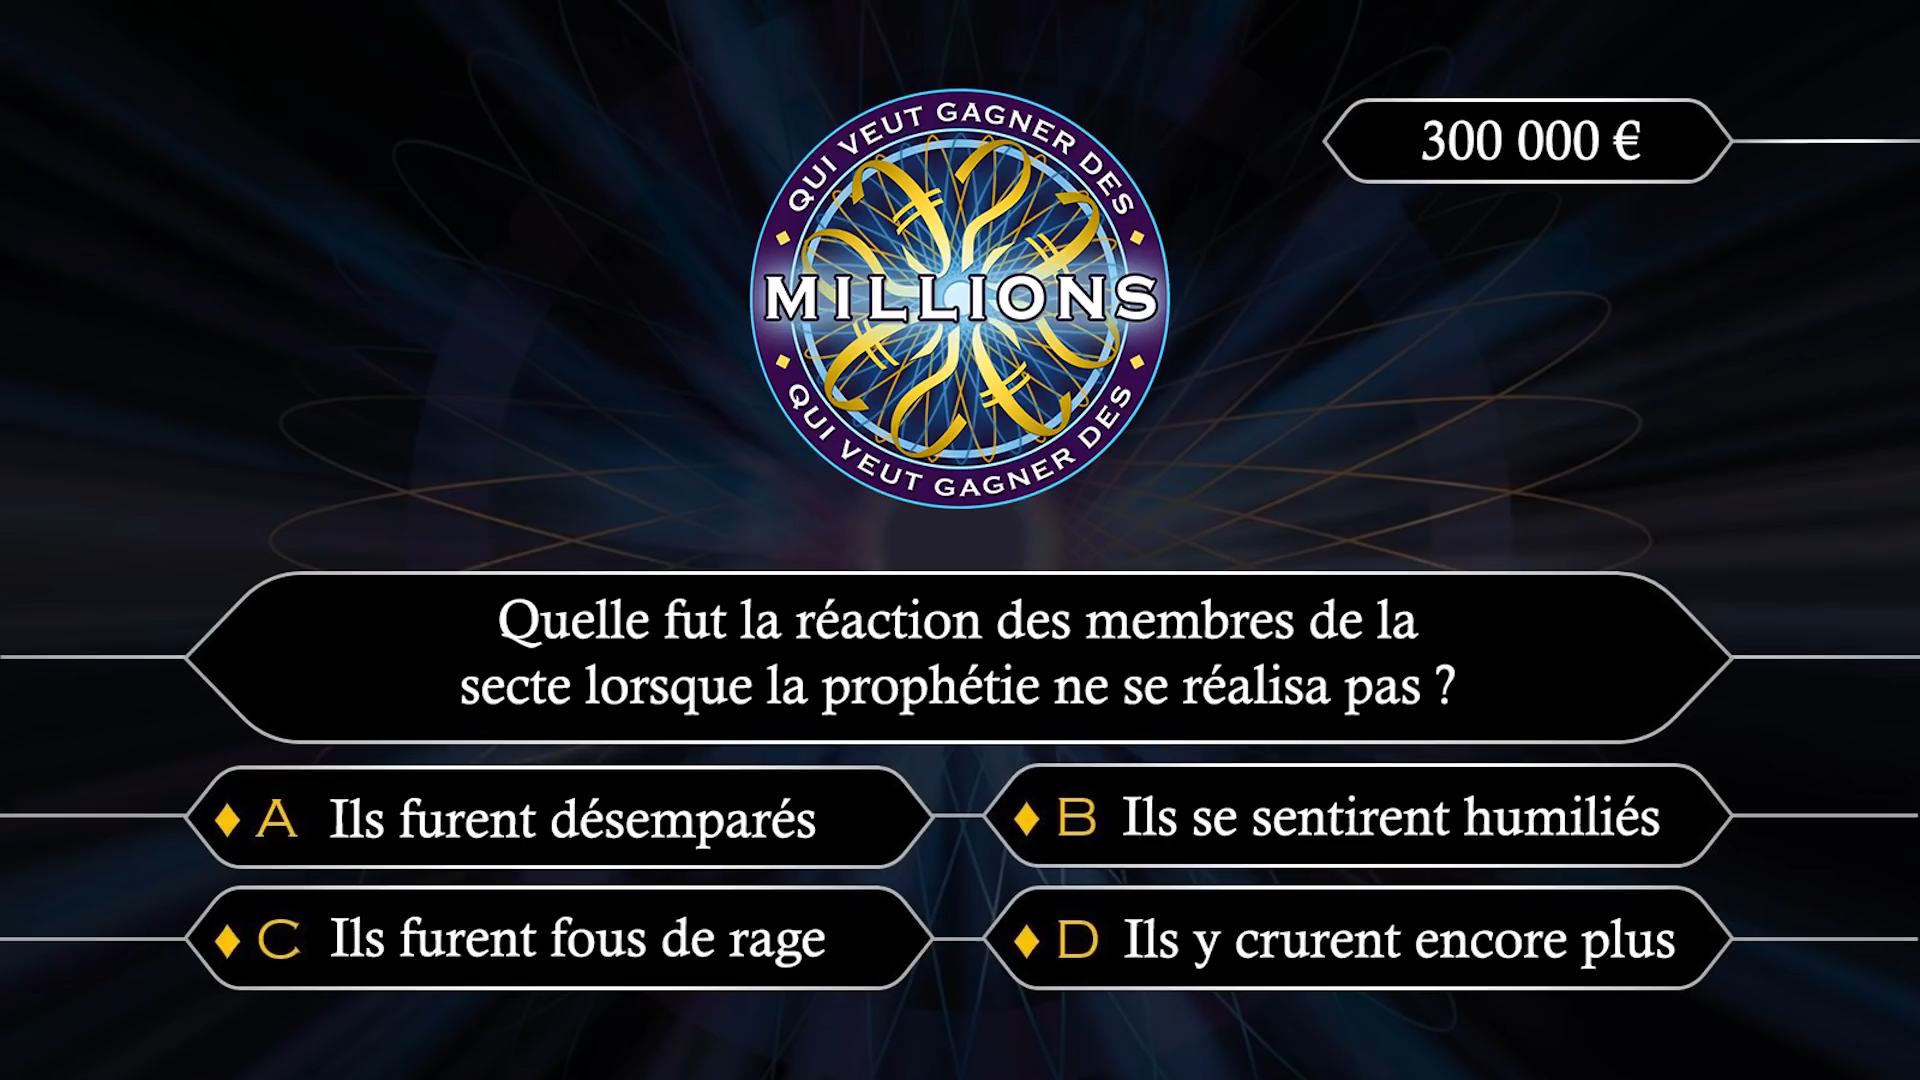 QUI VEUT GAGNER DES
MILLIONS
QUI VEUT GAGNER DES
300 000 €
Quelle fut la réaction des membres de la
secte lorsque la prophétie ne se réalisa pas ?
A Ils furent désemparés
B Ils se sentirent humiliés
C Ils furent fous de rage
D Ils y crurent encore plus